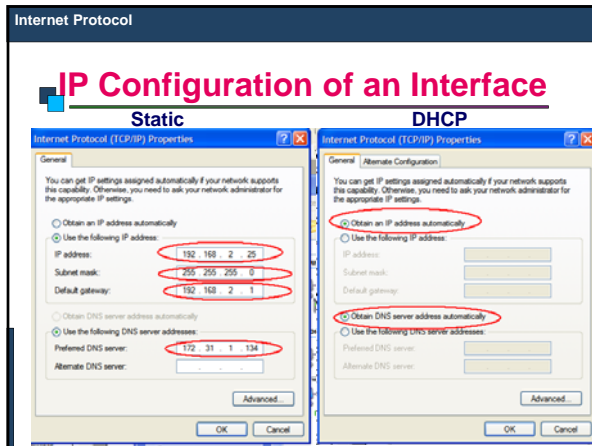 Internet Protocol
IP Configuration of an Interface
Static
DHCP
Internet Protocol (TCP/IP) Properties
General
You can get IP settings assigned automatically if your network supports
this capability. Otherwise, you need to ask your network administrator for
the appropriate IP settings.
Obtain an IP address automatically
Use the following IP address:
IP address:
192 . 168 . 2 . 25
Subnet mask:
255 . 255 . 255 . 0
Default gateway:
192 . 168 . 2 . 1
Obtain DNS server address automatically
Use the following DNS server addresses:
Preferred DNS server:
172 . 31 . 1 . 134
Alternate DNS server:
. . .
Advanced...
OK
Cancel
Internet Protocol (TCP/IP) Properties
General
Alternate Configuration
You can get IP settings assigned automatically if your network supports
this capability. Otherwise, you need to ask your network administrator for
the appropriate IP settings.
Obtain an IP address automatically
Use the following IP address:
IP address:
Subnet mask:
Default gateway:
Obtain DNS server address automatically
Use the following DNS server addresses:
Preferred DNS server:
Alternate DNS server:
Advanced...
OK
Cancel